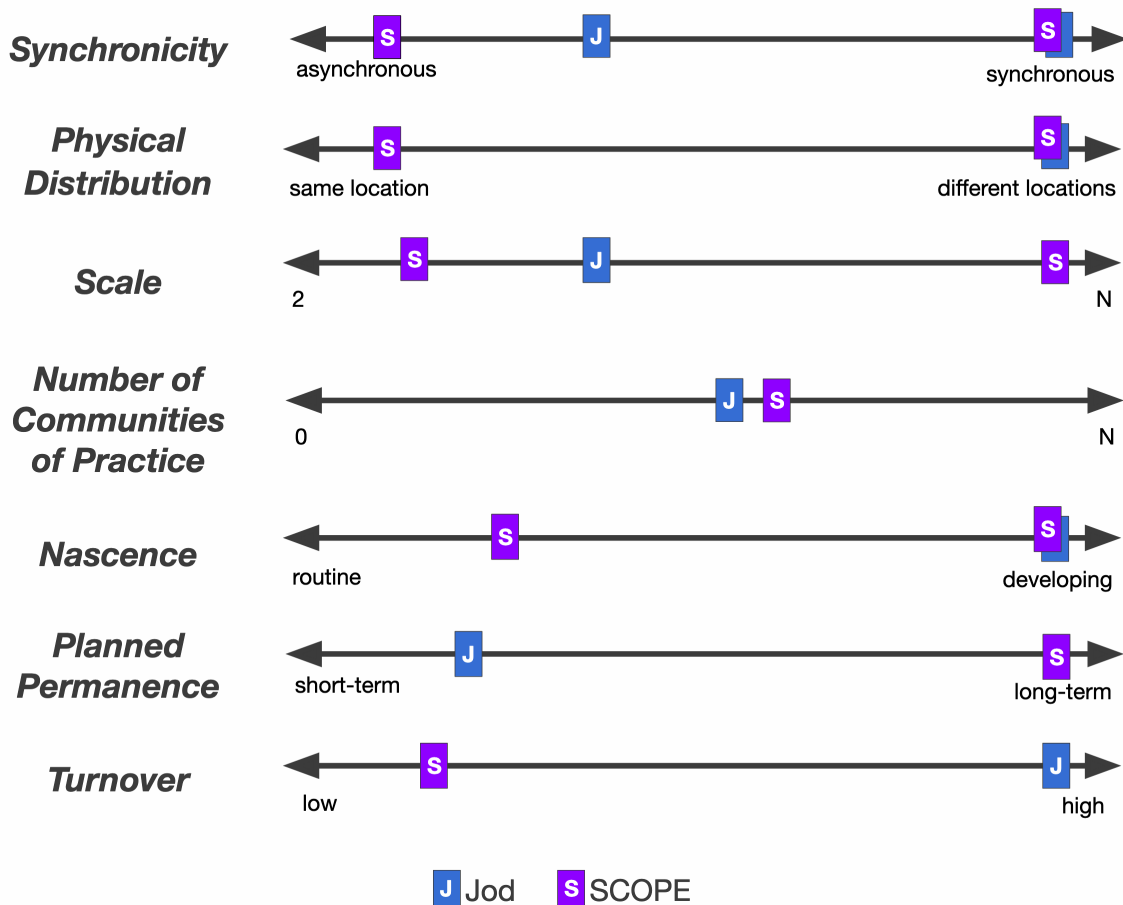 Synchronicity
S
J
S
asynchronous
synchronous
Physical
Distribution
S
S
same location
different locations
Scale
S
J
S
2
N
Number of
Communities
of Practice
J
S
0
N
Nascence
S
S
routine
developing
Planned
Permanence
J
S
short-term
long-term
Turnover
S
J
low
high
J Jod
S SCOPE